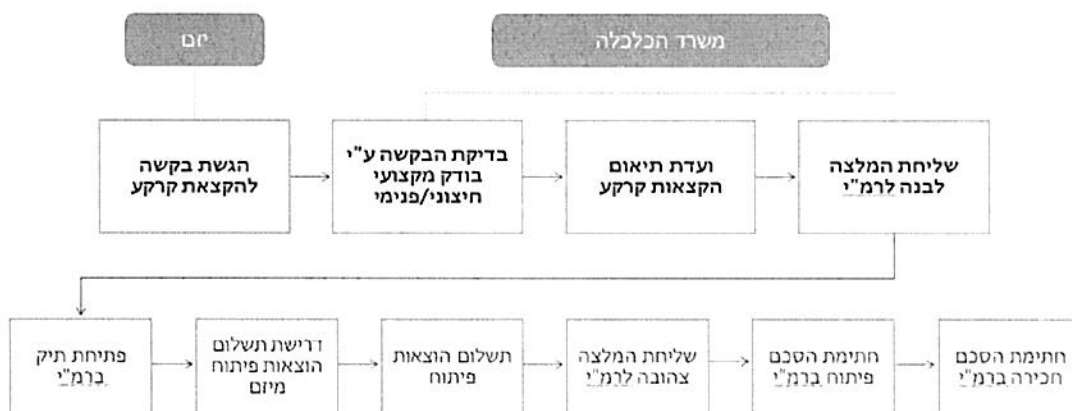 יזם
משרד הכלכלה
הגשת בקשה
להקצאת קרקע
בדיקת הבקשה ע"י
בודק מקצועי
חיצוני/פנימי
ועדת תיאום
הקצאות קרקע
שליחת המלצה
לבנה לרמ"י
פתיחת תיק
ברמ"י
דרישת תשלום
הוצאות פיתוח
מיזם
תשלום הוצאות
פיתוח
שליחת המלצה
צהובה לרמ"י
חתימת הסכם
פיתוח ברמ"י
חתימת הסכם
חכירה ברמ"י